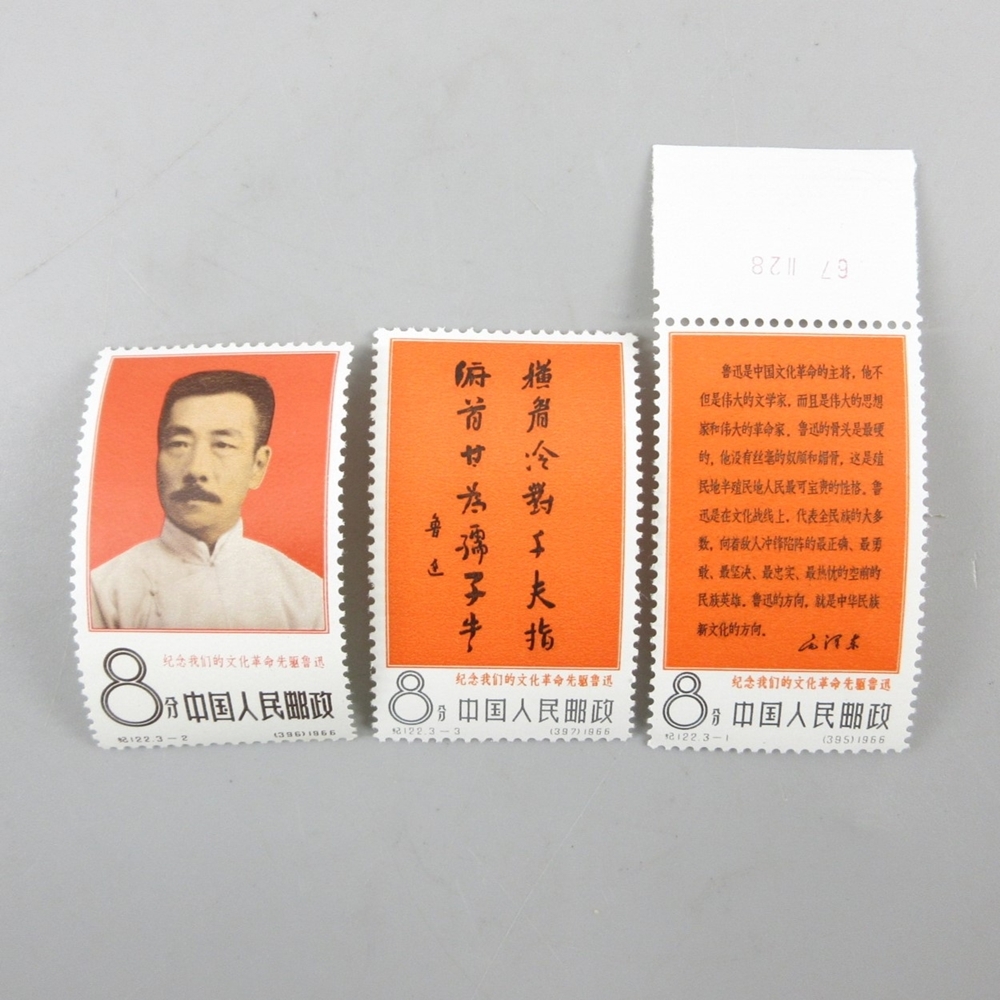 纪念我们的文化革命先驱鲁迅
8分 中国人民邮政
纪122.3-2 (396)1966
横眉冷對千夫指
俯首甘为孺子牛
鲁迅
纪念我们的文化革命先驱鲁迅
8分 中国人民邮政
纪122.3-3 (397)1966
67 1128
鲁迅是中国文化革命的主将，他不
但是伟大的文学家，而且是伟大的思想
家和伟大的革命家。鲁迅的骨头是最硬
的，他没有丝毫的奴颜和媚骨，这是殖
民地半殖民地人民最可宝贵的性格。鲁
迅是在文化战线上，代表全民族的大多
数，向着敌人冲锋陷阵的最正确、最勇
敢、最坚决、最忠实、最热忱的空前的
民族英雄。鲁迅的方向，就是中华民族
新文化的方向。
毛泽东
纪念我们的文化革命先驱鲁迅
8分 中国人民邮政
纪122.3-1 (395)1966